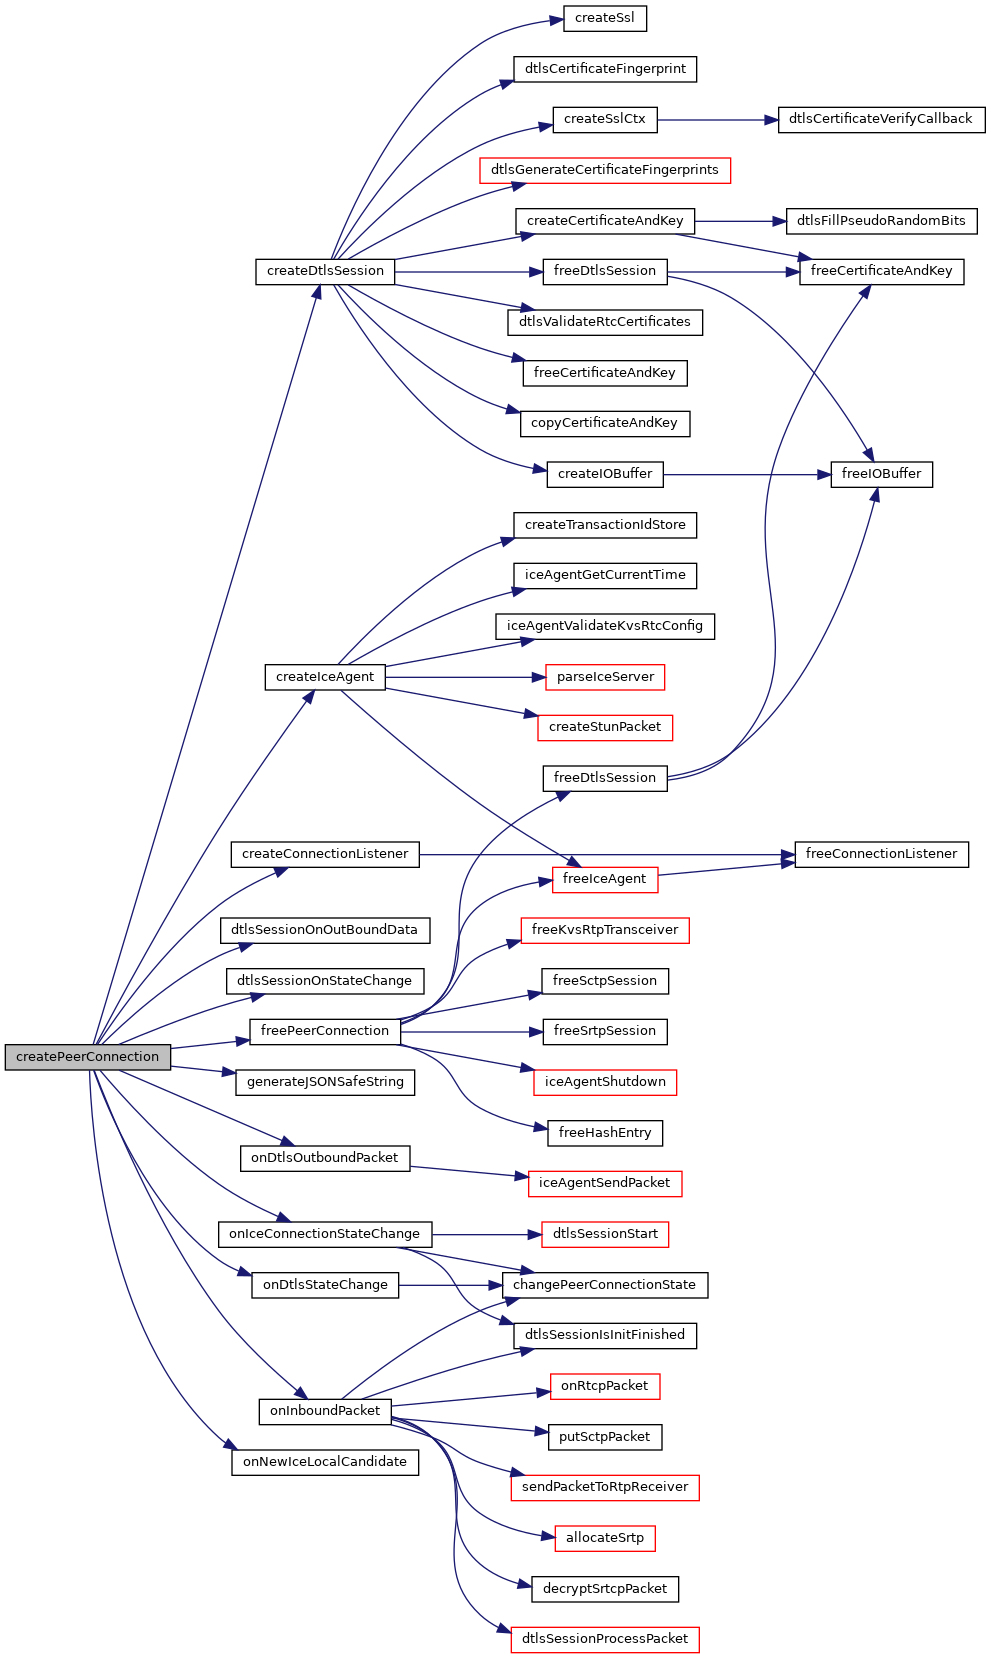 createSsl
dtlsCertificateFingerprint
createSslCtx
dtlsCertificateVerifyCallback
dtlsGenerateCertificateFingerprints
createCertificateAndKey
dtlsFillPseudoRandomBits
createDtlsSession
freeDtlsSession
freeCertificateAndKey
dtlsValidateRtcCertificates
freeCertificateAndKey
copyCertificateAndKey
createIOBuffer
freeIOBuffer
createTransactionIdStore
iceAgentGetCurrentTime
iceAgentValidateKvsRtcConfig
createIceAgent
parseIceServer
createStunPacket
freeDtlsSession
createConnectionListener
freeConnectionListener
freeIceAgent
dtlsSessionOnOutBoundData
freeKvsRtpTransceiver
dtlsSessionOnStateChange
freeSctpSession
freePeerConnection
freeSrtpSession
createPeerConnection
generateJSONSafeString
iceAgentShutdown
freeHashEntry
onDtlsOutboundPacket
iceAgentSendPacket
onIceConnectionStateChange
dtlsSessionStart
onDtlsStateChange
changePeerConnectionState
dtlsSessionIsInitFinished
onRtcpPacket
onInboundPacket
putSctpPacket
onNewIceLocalCandidate
sendPacketToRtpReceiver
allocateSrtp
decryptSrtcpPacket
dtlsSessionProcessPacket